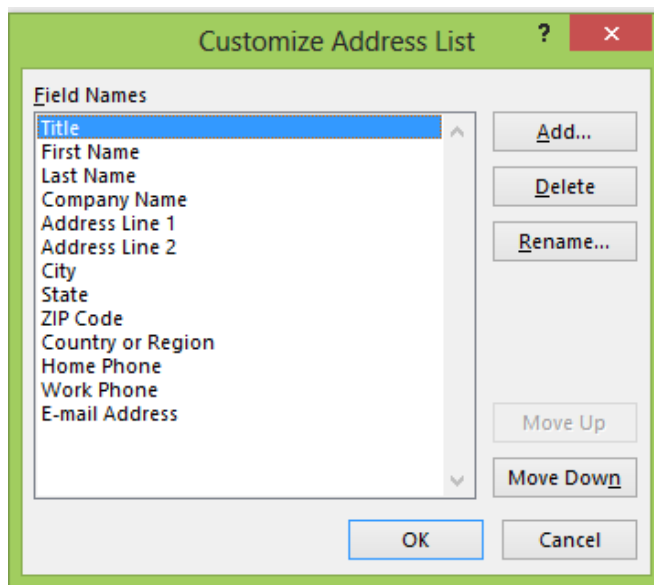 Customize Address List
?
×
Field Names
Title
First Name
Last Name
Company Name
Address Line 1
Address Line 2
City
State
ZIP Code
Country or Region
Home Phone
Work Phone
E-mail Address
Add...
Delete
Rename...
Move Up
Move Down
OK
Cancel